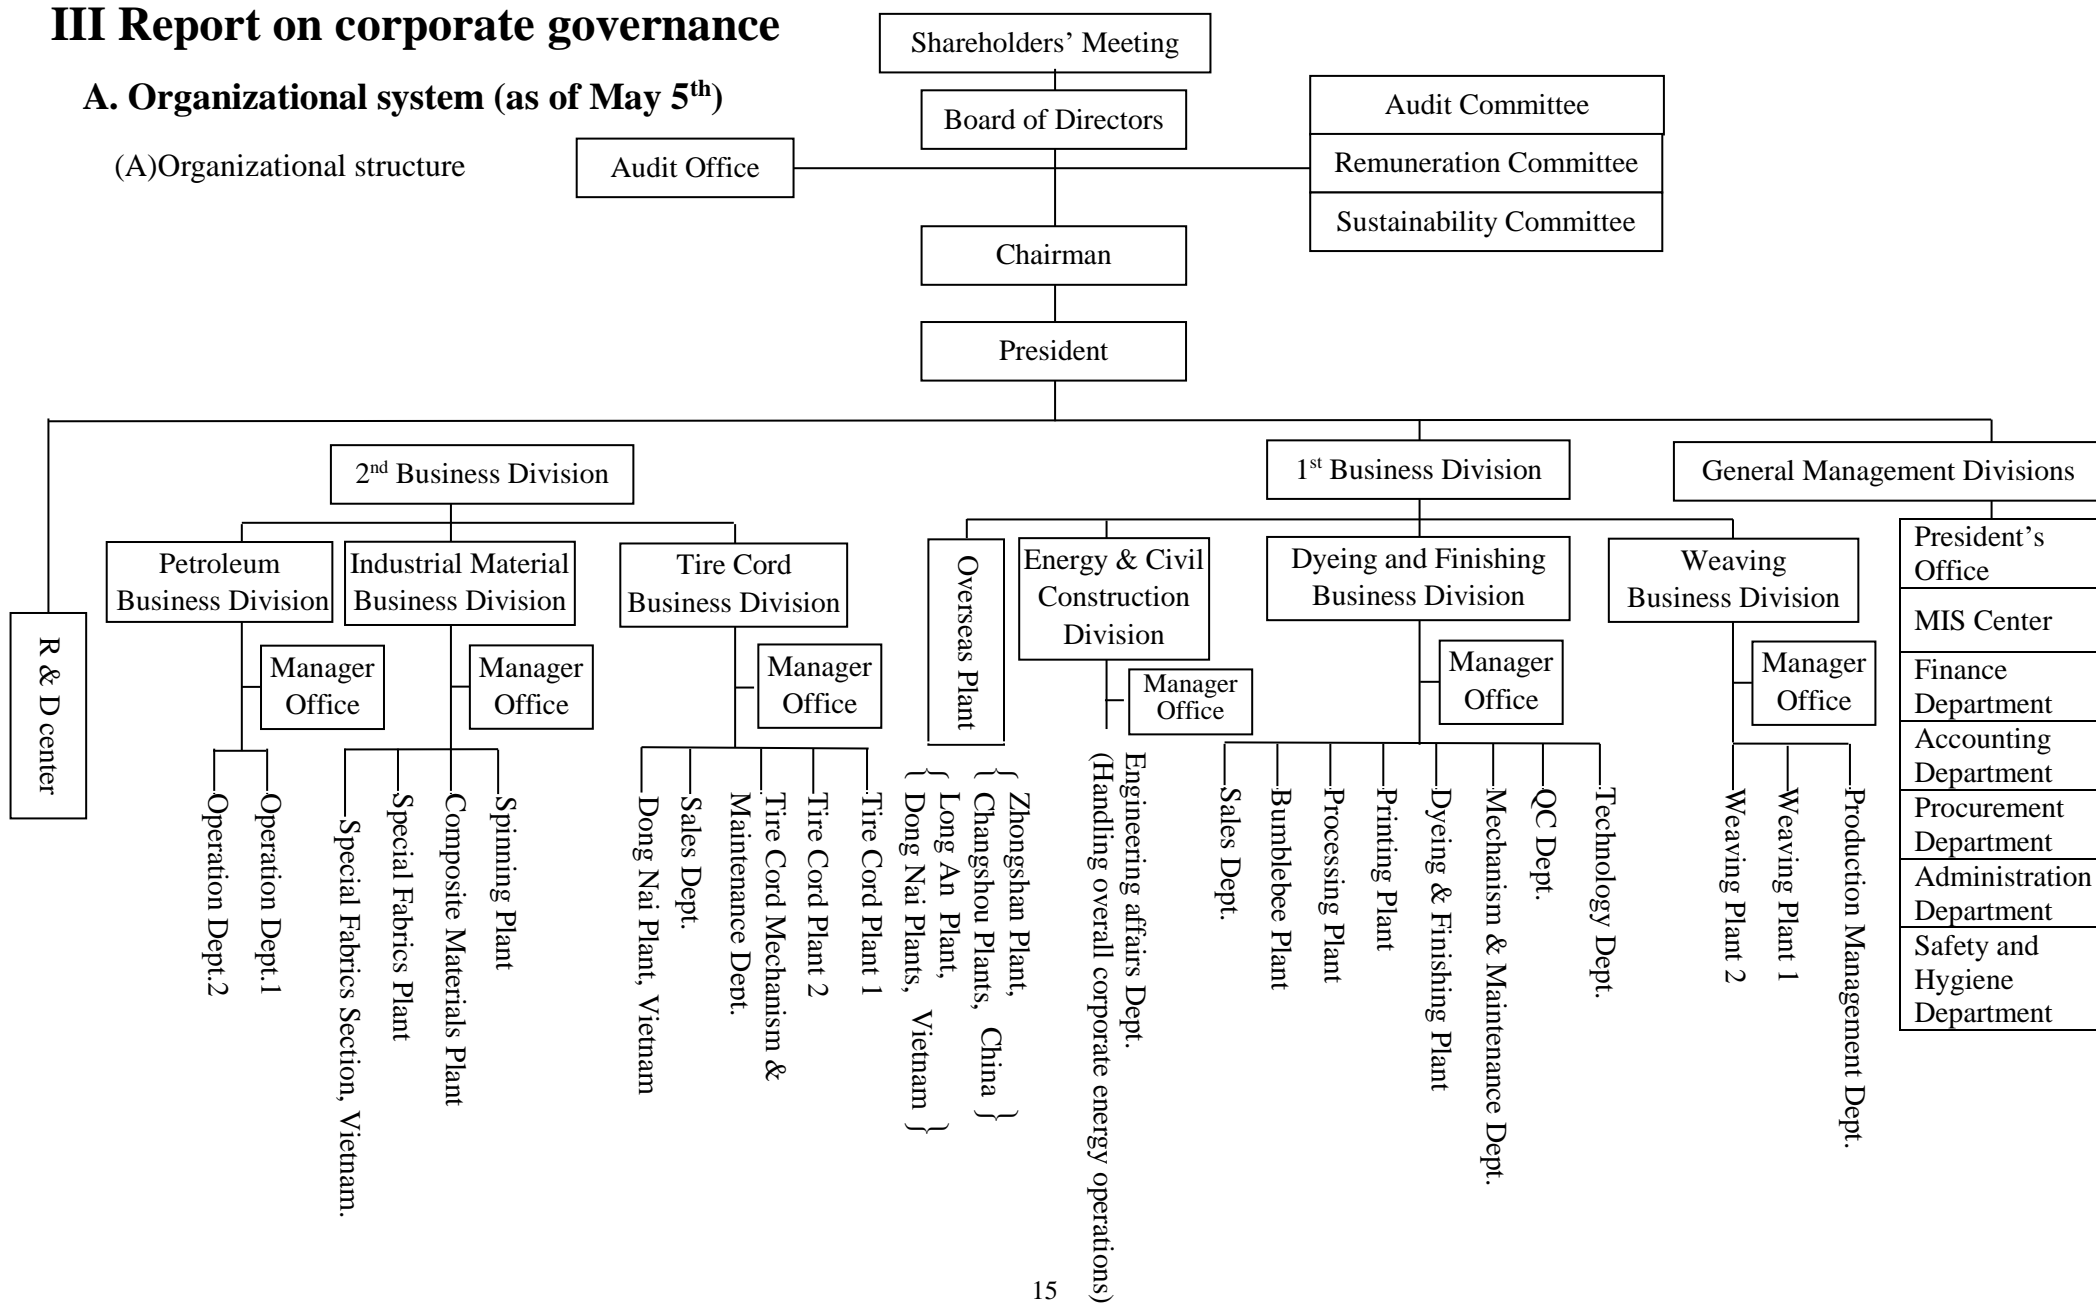 III Report on corporate governance
A. Organizational system (as of May 5th)
(A)Organizational structure
Shareholders’ Meeting
Board of Directors
Audit Office
Audit Committee
Remuneration Committee
Sustainability Committee
Chairman
President
R & D center
2nd Business Division
Petroleum
Business Division
Manager
Office
Operation Dept.2
Operation Dept.1
Industrial Material
Business Division
Manager
Office
Special Fabrics Section, Vietnam.
Special Fabrics Plant
Composite Materials Plant
Spinning Plant
Tire Cord
Business Division
Manager
Office
Dong Nai Plant, Vietnam
Sales Dept.
Tire Cord Mechanism &
Maintenance Dept.
Tire Cord Plant 2
Tire Cord Plant 1
1st Business Division
Overseas Plant
Zhongshan Plant,
{ Changshou Plants, China }
Long An Plant,
{ Dong Nai Plants, Vietnam }
Energy & Civil
Construction
Division
Manager
Office
Engineering affairs Dept.
(Handling overall corporate energy operations)
Dyeing and Finishing
Business Division
Manager
Office
Sales Dept.
Bumblebee Plant
Processing Plant
Printing Plant
Dyeing & Finishing Plant
Mechanism & Maintenance Dept.
QC Dept.
Technology Dept.
Weaving
Business Division
Manager
Office
Weaving Plant 2
Weaving Plant 1
Production Management Dept.
General Management Divisions
President’s
Office
MIS Center
Finance
Department
Accounting
Department
Procurement
Department
Administration
Department
Safety and
Hygiene
Department
15